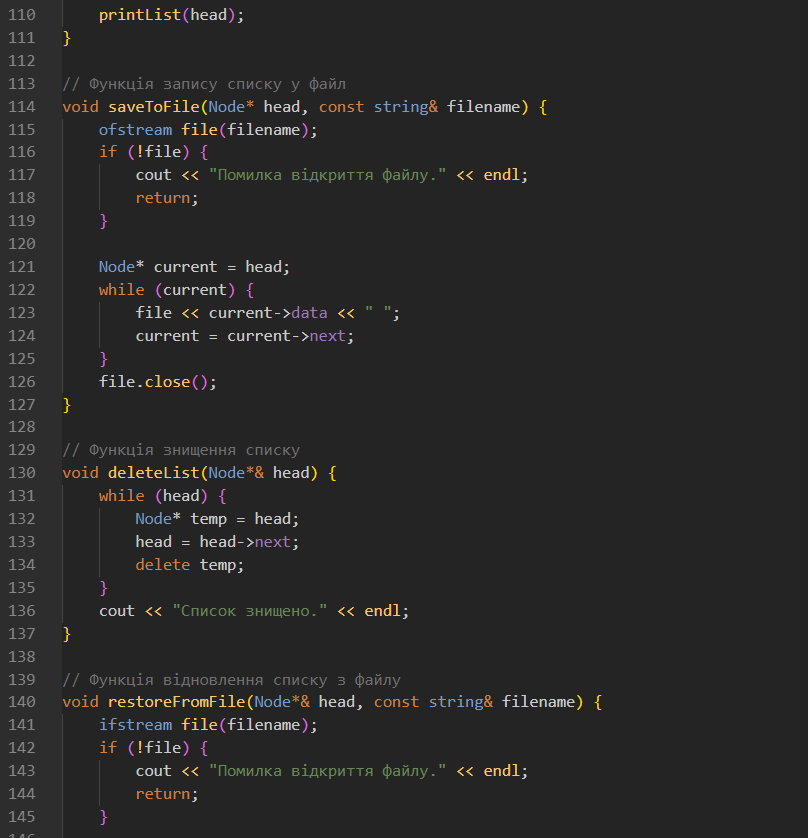 110     printList(head);
111 }
112
113 // Функція запису списку у файл
114 void saveToFile(Node* head, const string& filename) {
115     ofstream file(filename);
116     if (!file) {
117         cout << "Помилка відкриття файлу." << endl;
118         return;
119     }
120
121     Node* current = head;
122     while (current) {
123         file << current->data << " ";
124         current = current->next;
125     }
126     file.close();
127 }
128
129 // Функція знищення списку
130 void deleteList(Node*& head) {
131     while (head) {
132         Node* temp = head;
133         head = head->next;
134         delete temp;
135     }
136     cout << "Список знищено." << endl;
137 }
138
139 // Функція відновлення списку з файлу
140 void restoreFromFile(Node*& head, const string& filename) {
141     ifstream file(filename);
142     if (!file) {
143         cout << "Помилка відкриття файлу." << endl;
144         return;
145     }